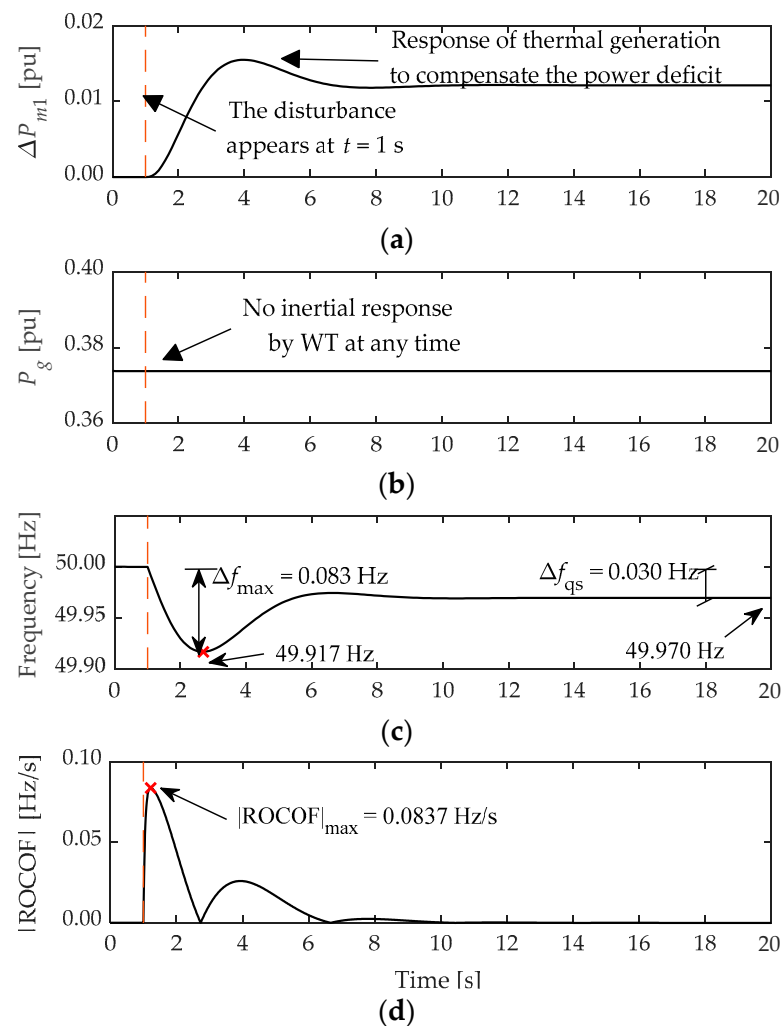 0.02
0.01
0.00
ΔPm1 [pu]
Response of thermal generation
to compensate the power deficit
The disturbance
appears at t = 1 s
0 2 4 6 8 10 12 14 16 18 20
(a)
0.40
0.38
0.36
Pg [pu]
No inertial response
by WT at any time
0 2 4 6 8 10 12 14 16 18 20
(b)
50.00
49.95
49.90
Frequency [Hz]
Δfmax = 0.083 Hz
Δfqs = 0.030 Hz
49.917 Hz
49.970 Hz
0 2 4 6 8 10 12 14 16 18 20
(c)
0.10
0.05
0.00
|ROCOF| [Hz/s]
|ROCOF|max = 0.0837 Hz/s
0 2 4 6 8 10 12 14 16 18 20
Time [s]
(d)